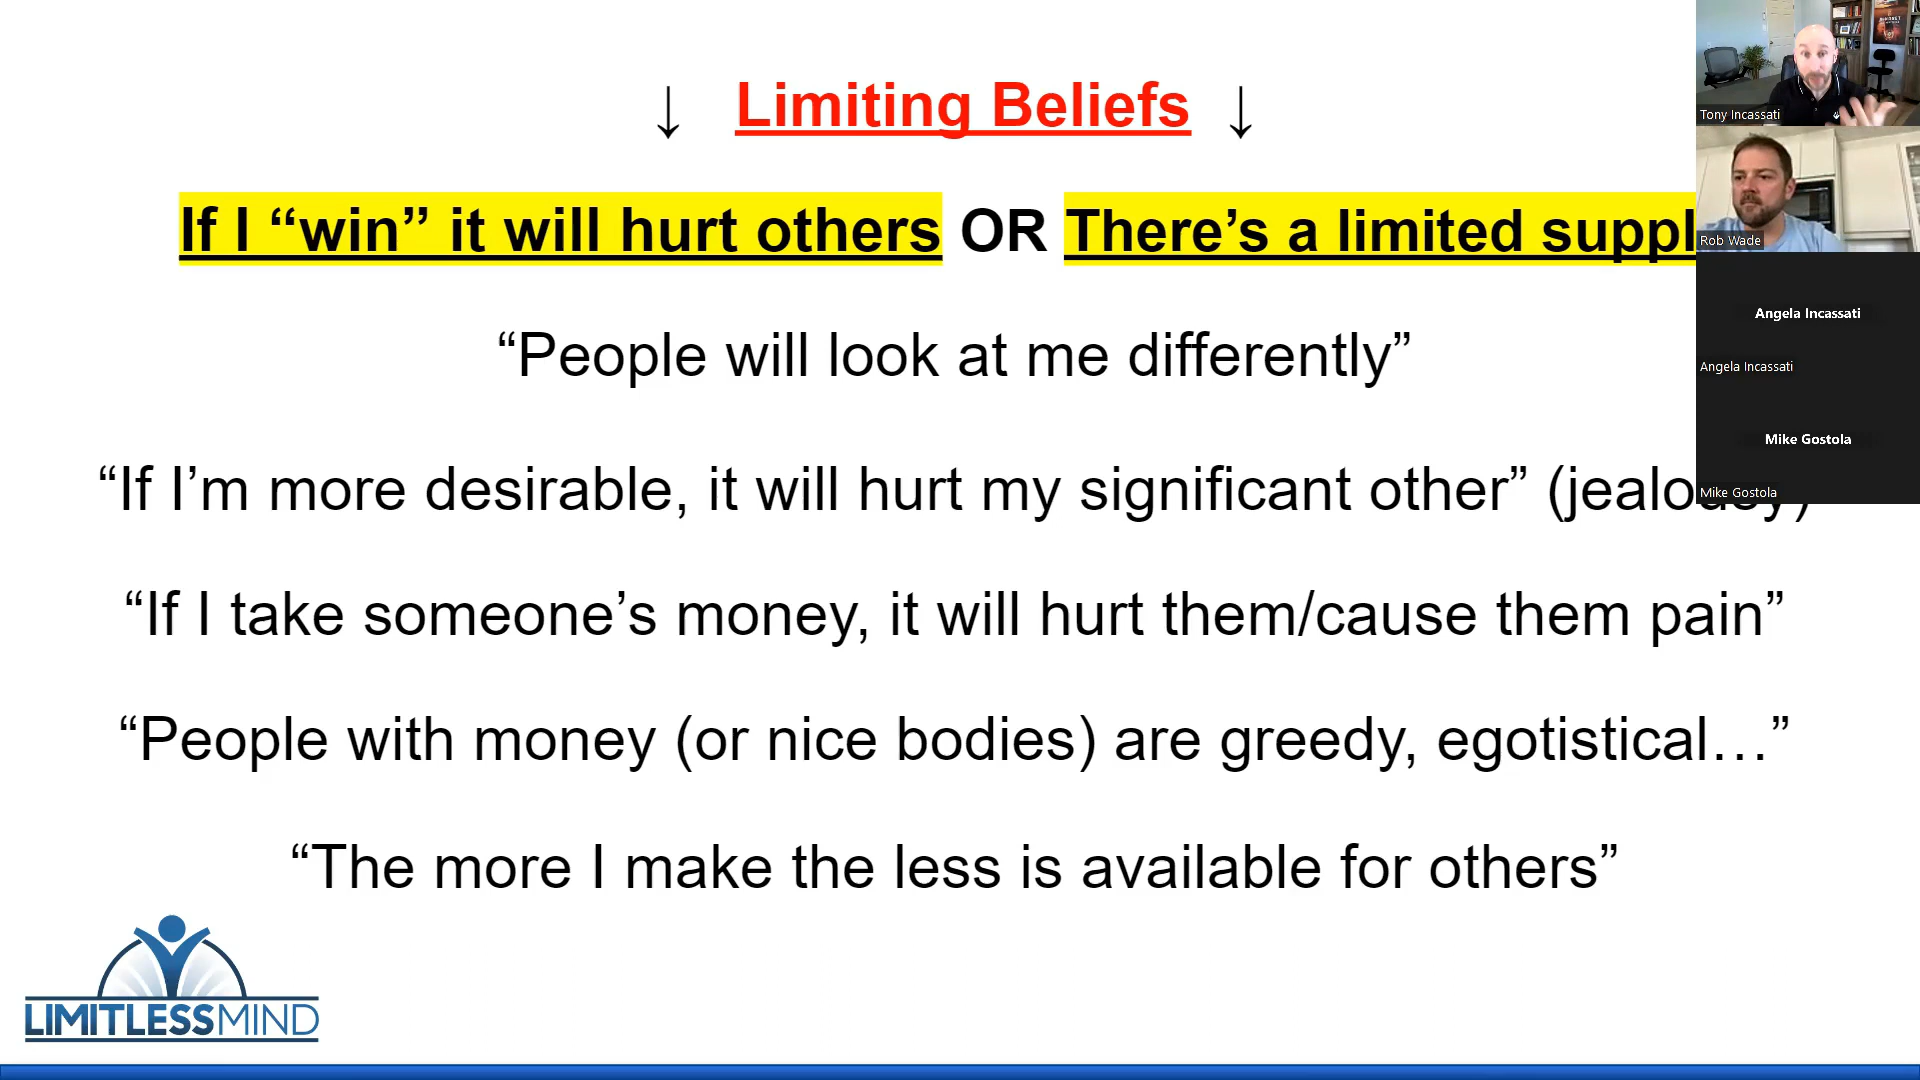 ↓ Limiting Beliefs ↓
If I “win” it will hurt others OR There’s a limited suppl
“People will look at me differently”
“If I’m more desirable, it will hurt my significant other” (jealousy)
“If I take someone’s money, it will hurt them/cause them pain”
“People with money (or nice bodies) are greedy, egotistical…”
“The more I make the less is available for others”
LIMITLESSMIND
Tony Incassati
Rob Wade
Angela Incassati
Angela Incassati
Mike Gostola
Mike Gostola